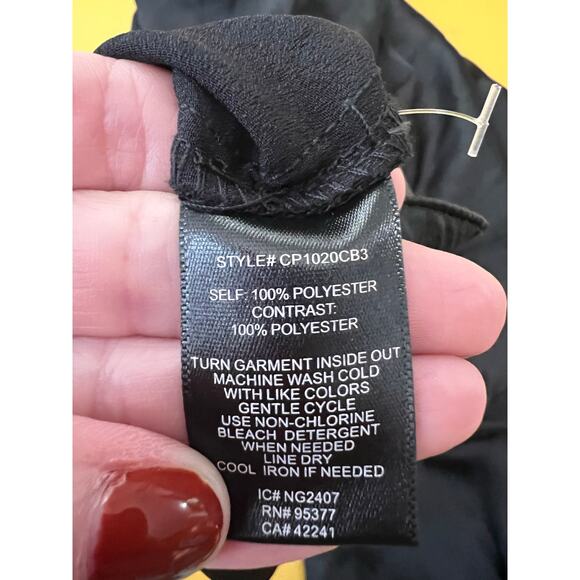 STYLE# CP1020CB3
SELF: 100% POLYESTER
CONTRAST:
100% POLYESTER
TURN GARMENT INSIDE OUT
MACHINE WASH COLD
WITH LIKE COLORS
GENTLE CYCLE
USE NON-CHLORINE
BLEACH DETERGENT
WHEN NEEDED
LINE DRY
COOL IRON IF NEEDED
IC# NG2407
RN# 95377
CA# 42241